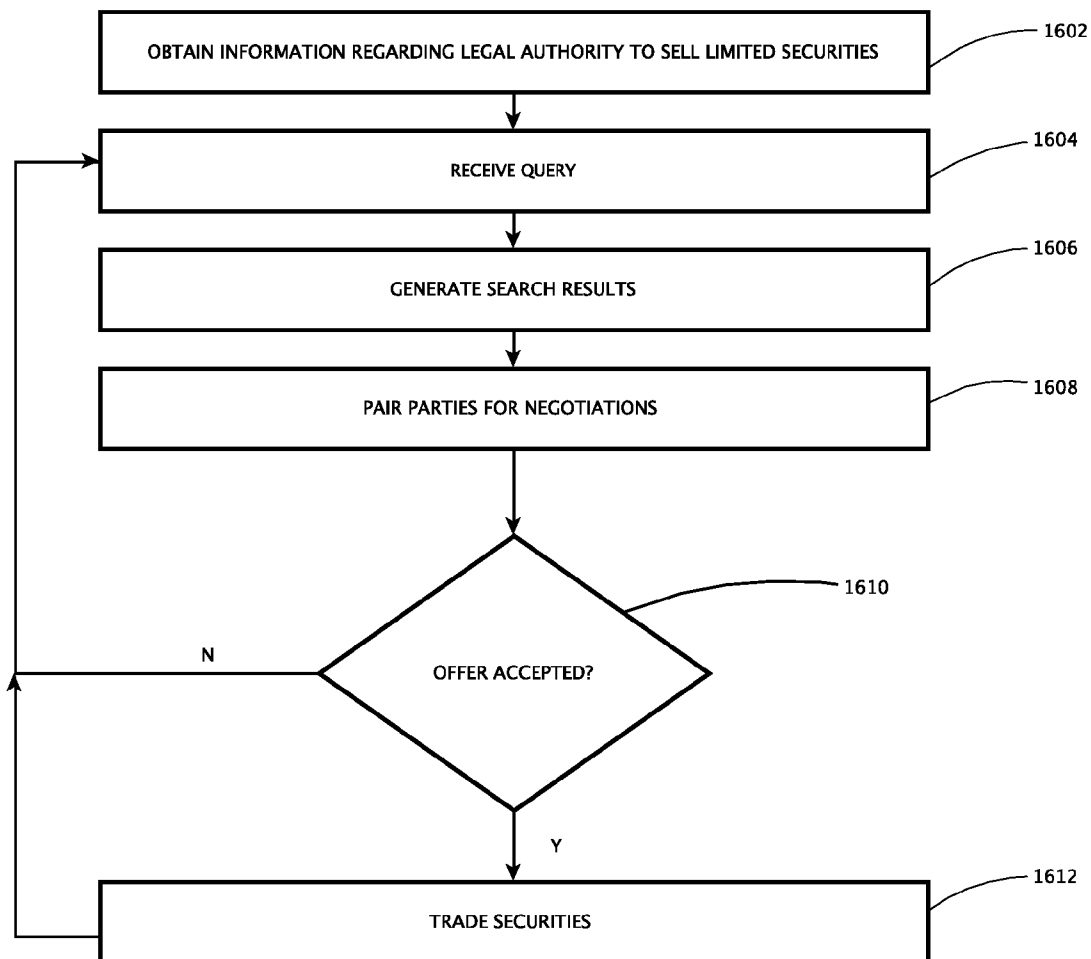 OBTAIN INFORMATION REGARDING LEGAL AUTHORITY TO SELL LIMITED SECURITIES
1602
RECEIVE QUERY
1604
GENERATE SEARCH RESULTS
1606
PAIR PARTIES FOR NEGOTIATIONS
1608
OFFER ACCEPTED?
1610
N
Y
TRADE SECURITIES
1612